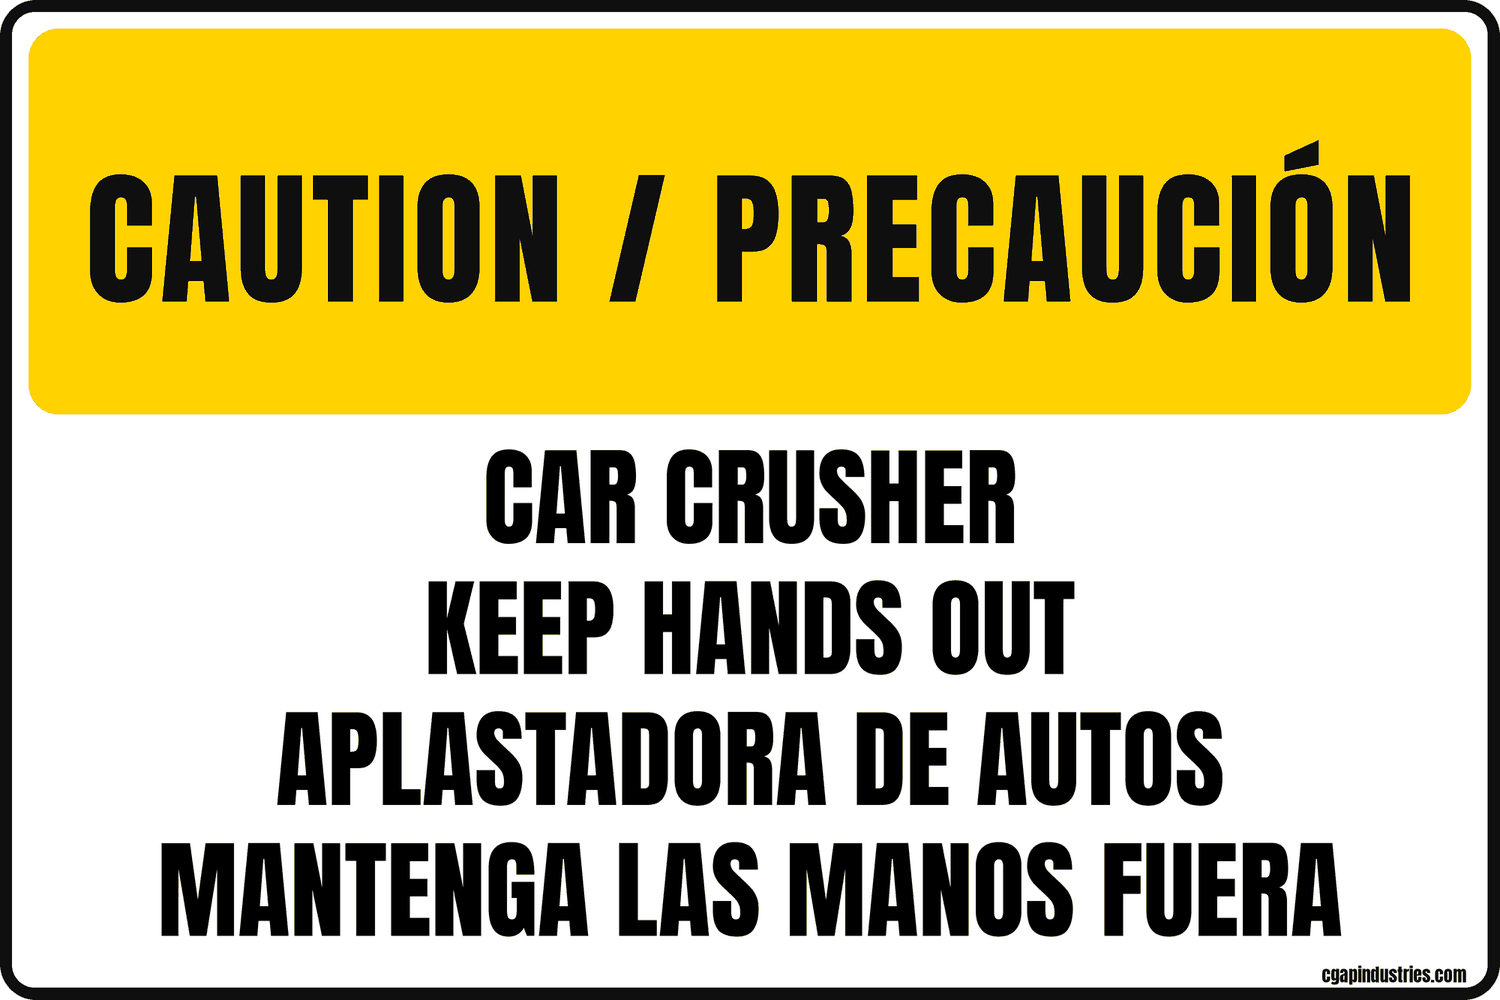 CAUTION / PRECAUCIÓN
CAR CRUSHER
KEEP HANDS OUT
APLASTADORA DE AUTOS
MANTENGA LAS MANOS FUERA
cgapindustries.com